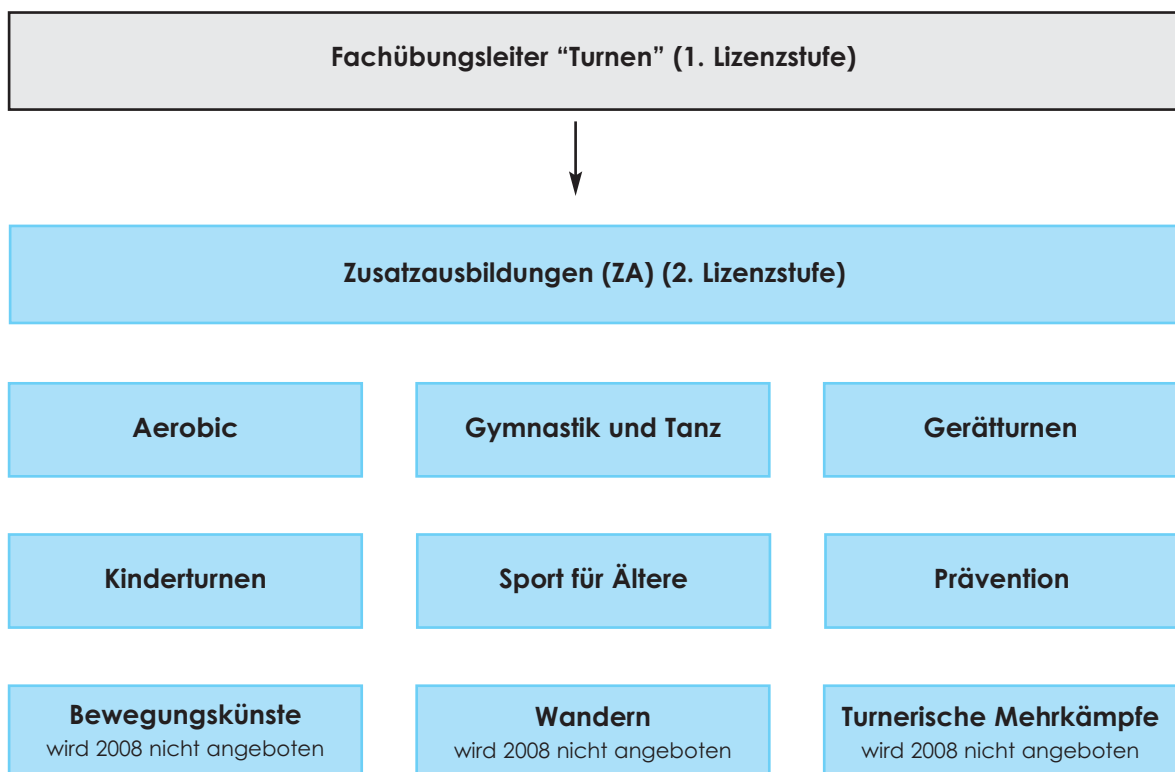 Fachübungsleiter “Turnen” (1. Lizenzstufe)
Zusatzausbildungen (ZA) (2. Lizenzstufe)
Aerobic
Gymnastik und Tanz
Gerätturnen
Kinderturnen
Sport für Ältere
Prävention
Bewegungskünste
wird 2008 nicht angeboten
Wandern
wird 2008 nicht angeboten
Turnerische Mehrkämpfe
wird 2008 nicht angeboten